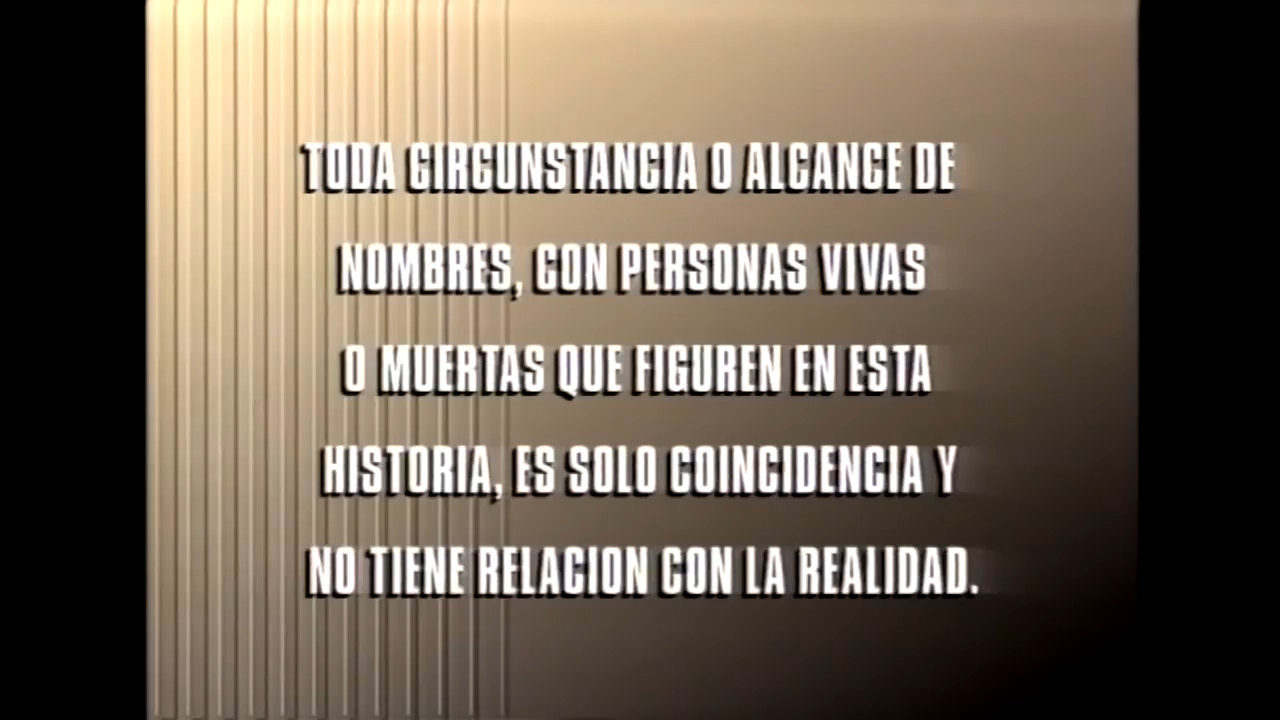 TODA CIRCUNSTANCIA O ALCANCE DE
NOMBRES, CON PERSONAS VIVAS
O MUERTAS QUE FIGUREN EN ESTA
HISTORIA, ES SOLO COINCIDENCIA Y
NO TIENE RELACION CON LA REALIDAD.